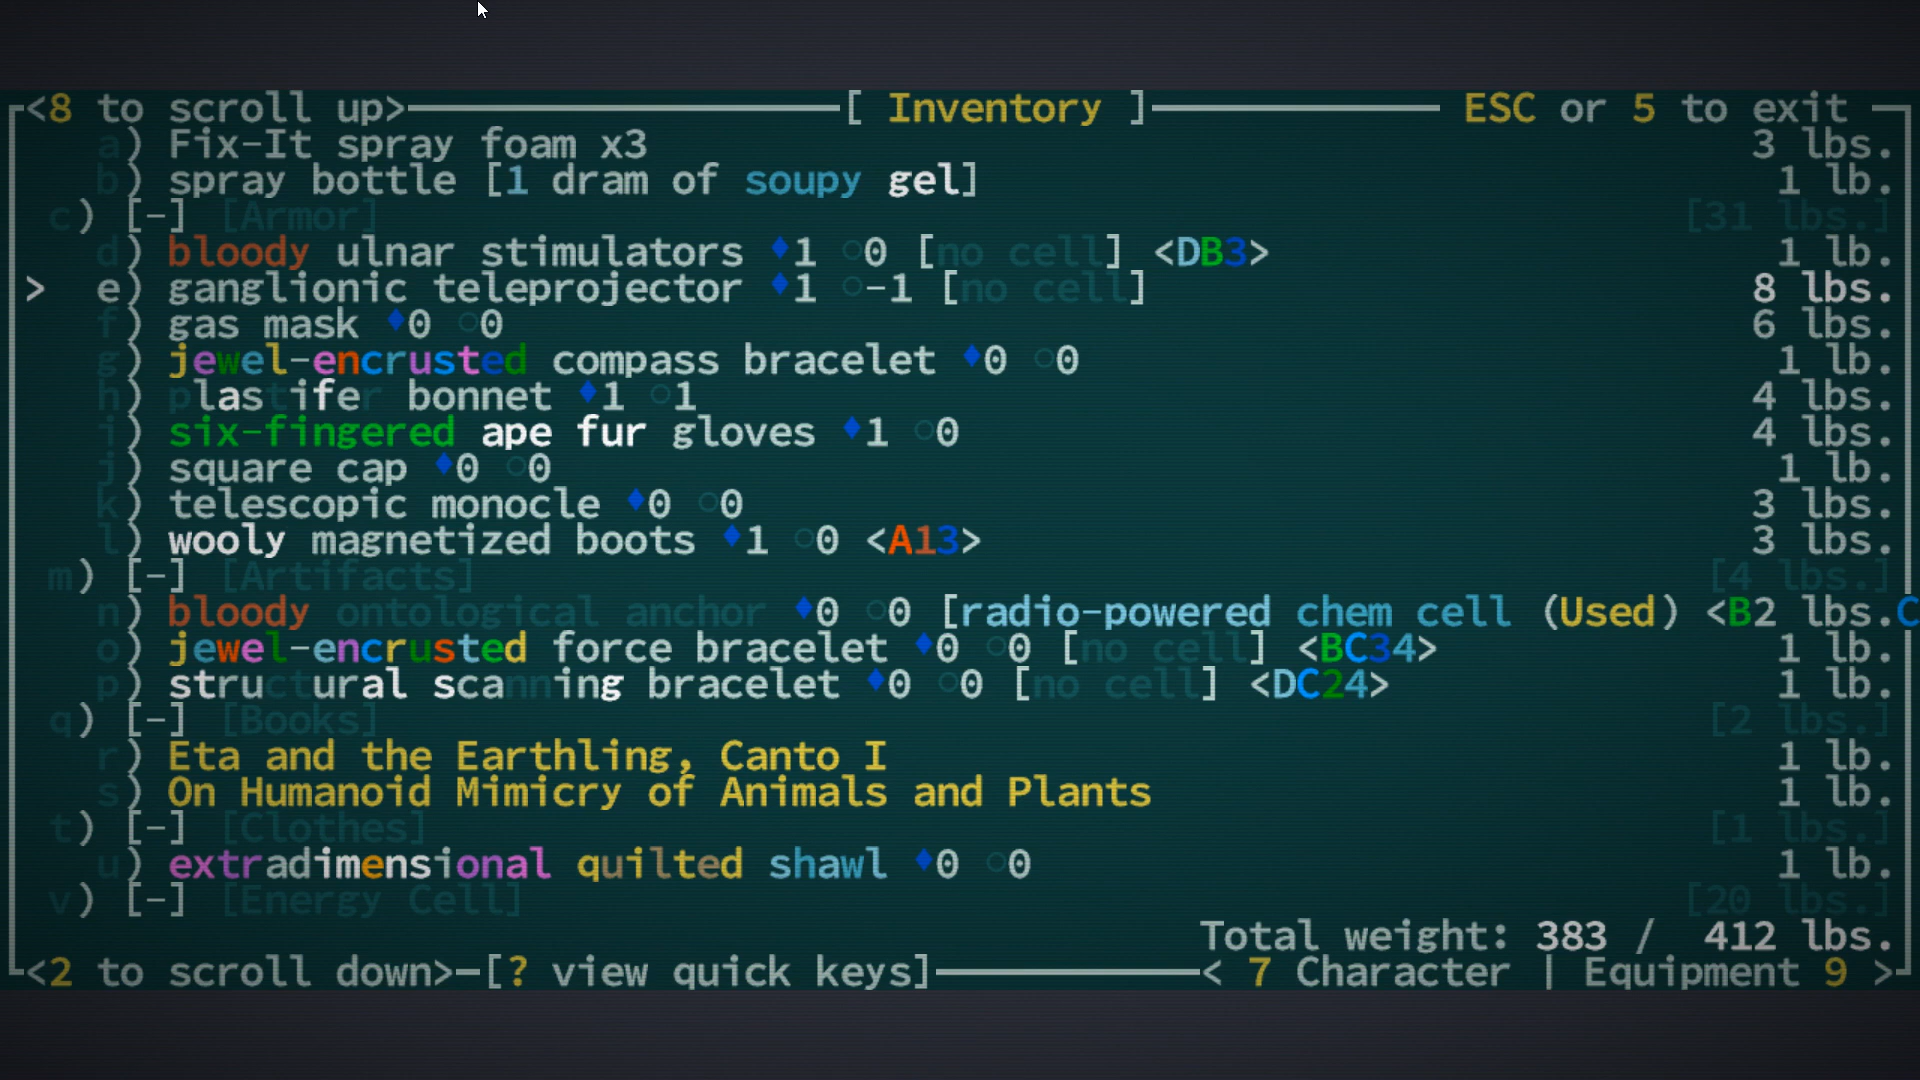 <8 to scroll up> [ Inventory ] ESC or 5 to exit
a) Fix-It spray foam x3 3 lbs.
b) spray bottle [1 dram of soupy gel] 1 lb.
c) [-] [Armor] [31 lbs.]
d) bloody ulnar stimulators ♦1 ○0 [no cell] <DB3> 1 lb.
> e) ganglionic teleprojector ♦1 ○-1 [no cell] 8 lbs.
f) gas mask ♦0 ○0 6 lbs.
g) jewel-encrusted compass bracelet ♦0 ○0 1 lb.
h) plastifer bonnet ♦1 ○1 4 lbs.
i) six-fingered ape fur gloves ♦1 ○0 4 lbs.
j) square cap ♦0 ○0 1 lb.
k) telescopic monocle ♦0 ○0 3 lbs.
l) wooly magnetized boots ♦1 ○0 <A13> 3 lbs.
m) [-] [Artifacts] [4 lbs.]
n) bloody ontological anchor ♦0 ○0 [radio-powered chem cell (Used) <B2 lbs.C
o) jewel-encrusted force bracelet ♦0 ○0 [no cell] <BC34> 1 lb.
p) structural scanning bracelet ♦0 ○0 [no cell] <DC24> 1 lb.
q) [-] [Books] [2 lbs.]
r) Eta and the Earthling, Canto I 1 lb.
s) On Humanoid Mimicry of Animals and Plants 1 lb.
t) [-] [Clothes] [1 lbs.]
u) extradimensional quilted shawl ♦0 ○0 1 lb.
v) [-] [Energy Cell] [20 lbs.]
Total weight: 383 / 412 lbs.
<2 to scroll down> [? view quick keys] < 7 Character | Equipment 9 >